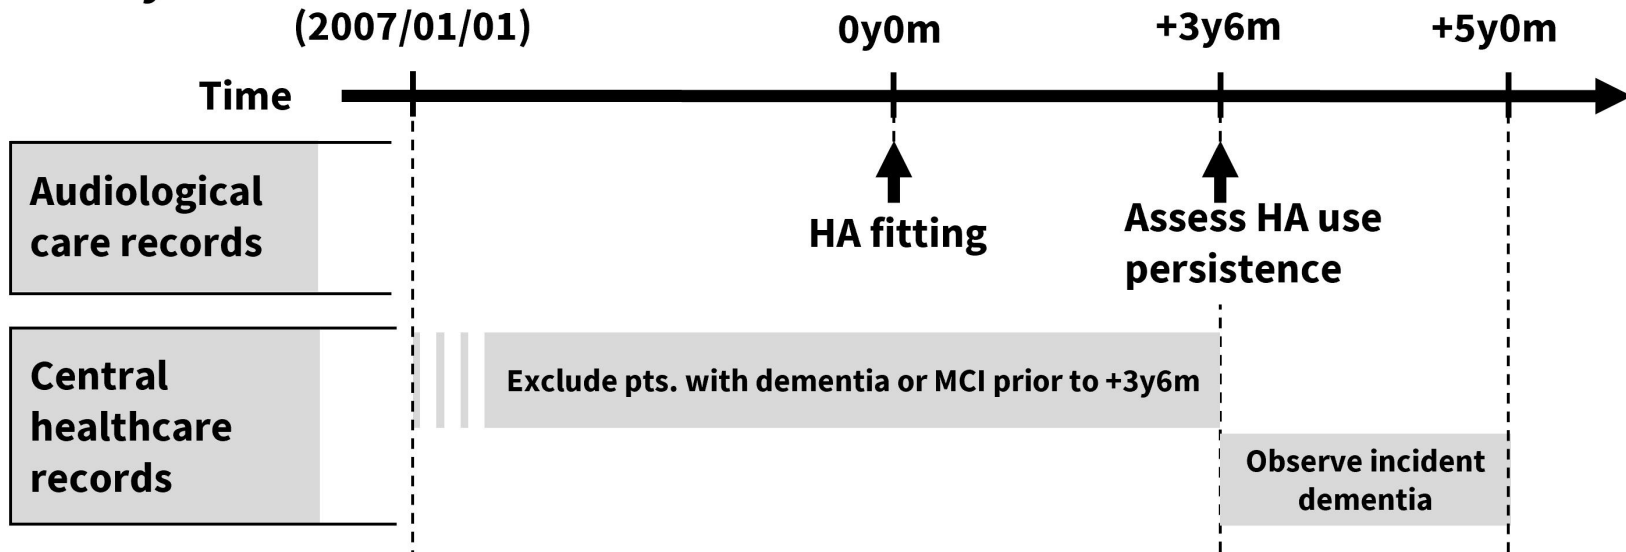 (2007/01/01)
0y0m
+3y6m
+5y0m
Time
Audiological
care records
HA fitting
Assess HA use
persistence
Central
healthcare
records
Exclude pts. with dementia or MCI prior to +3y6m
Observe incident
dementia